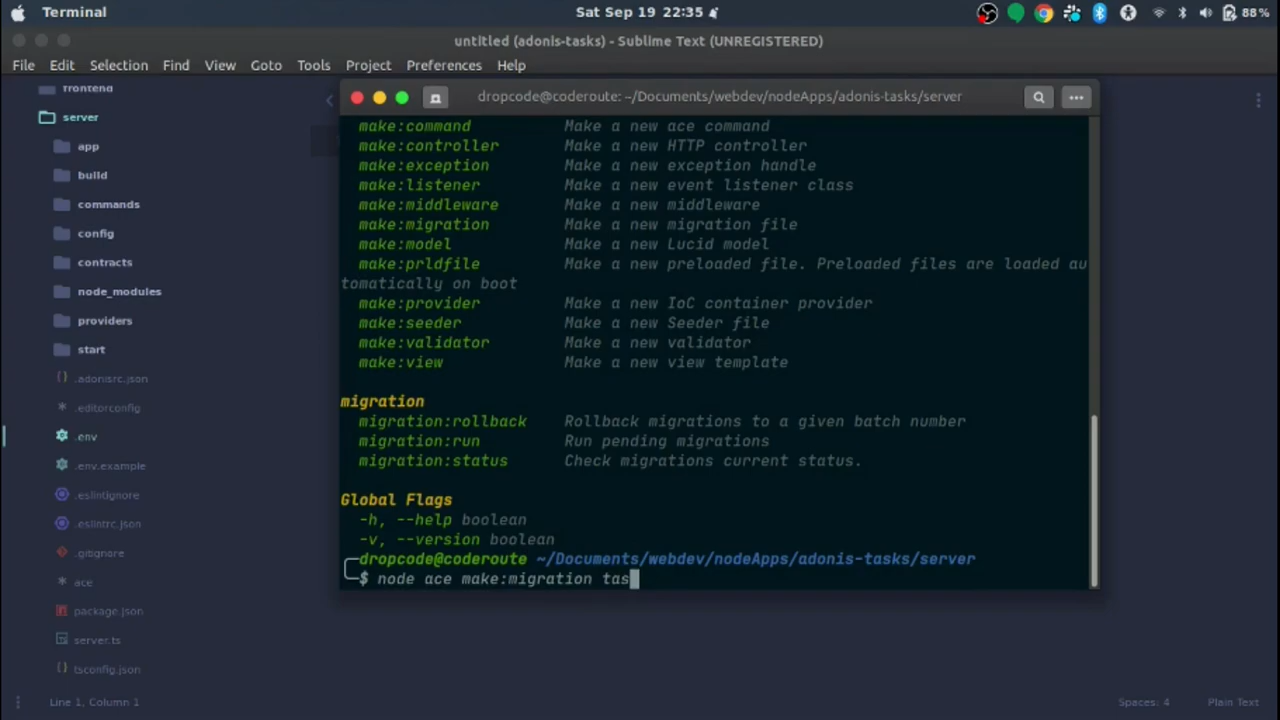 Terminal
Sat Sep 19 22:35
88%
untitled (adonis-tasks) - Sublime Text (UNREGISTERED)
File Edit Selection Find View Goto Tools Project Preferences Help
frontend
server
app
build
commands
config
contracts
node_modules
providers
start
.adonisrc.json
.editorconfig
.env
.env.example
.eslintignore
.eslintrc.json
.gitignore
ace
package.json
server.ts
tsconfig.json
dropcode@coderoute: ~/Documents/webdev/nodeApps/adonis-tasks/server
make:command Make a new ace command
make:controller Make a new HTTP controller
make:exception Make a new exception handle
make:listener Make a new event listener class
make:middleware Make a new middleware
make:migration Make a new migration file
make:model Make a new Lucid model
make:prldfile Make a new preloaded file. Preloaded files are loaded au
tomatically on boot
make:provider Make a new IoC container provider
make:seeder Make a new Seeder file
make:validator Make a new validator
make:view Make a new view template
migration
migration:rollback Rollback migrations to a given batch number
migration:run Run pending migrations
migration:status Check migrations current status.
Global Flags
-h, --help boolean
-v, --version boolean
dropcode@coderoute ~/Documents/webdev/nodeApps/adonis-tasks/server
$ node ace make:migration tas
Line 1, Column 1
Spaces: 4
Plain Text